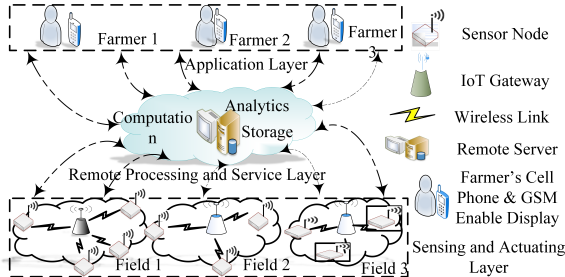 Farmer 1
Farmer 2
Farmer
3
Application Layer
Computatio
n
Analytics
Storage
Remote Processing and Service Layer
Field 1
Field 2
Field 3
Sensor Node
IoT Gateway
Wireless Link
Remote Server
Farmer's Cell
Phone & GSM
Enable Display
Sensing and Actuating
Layer